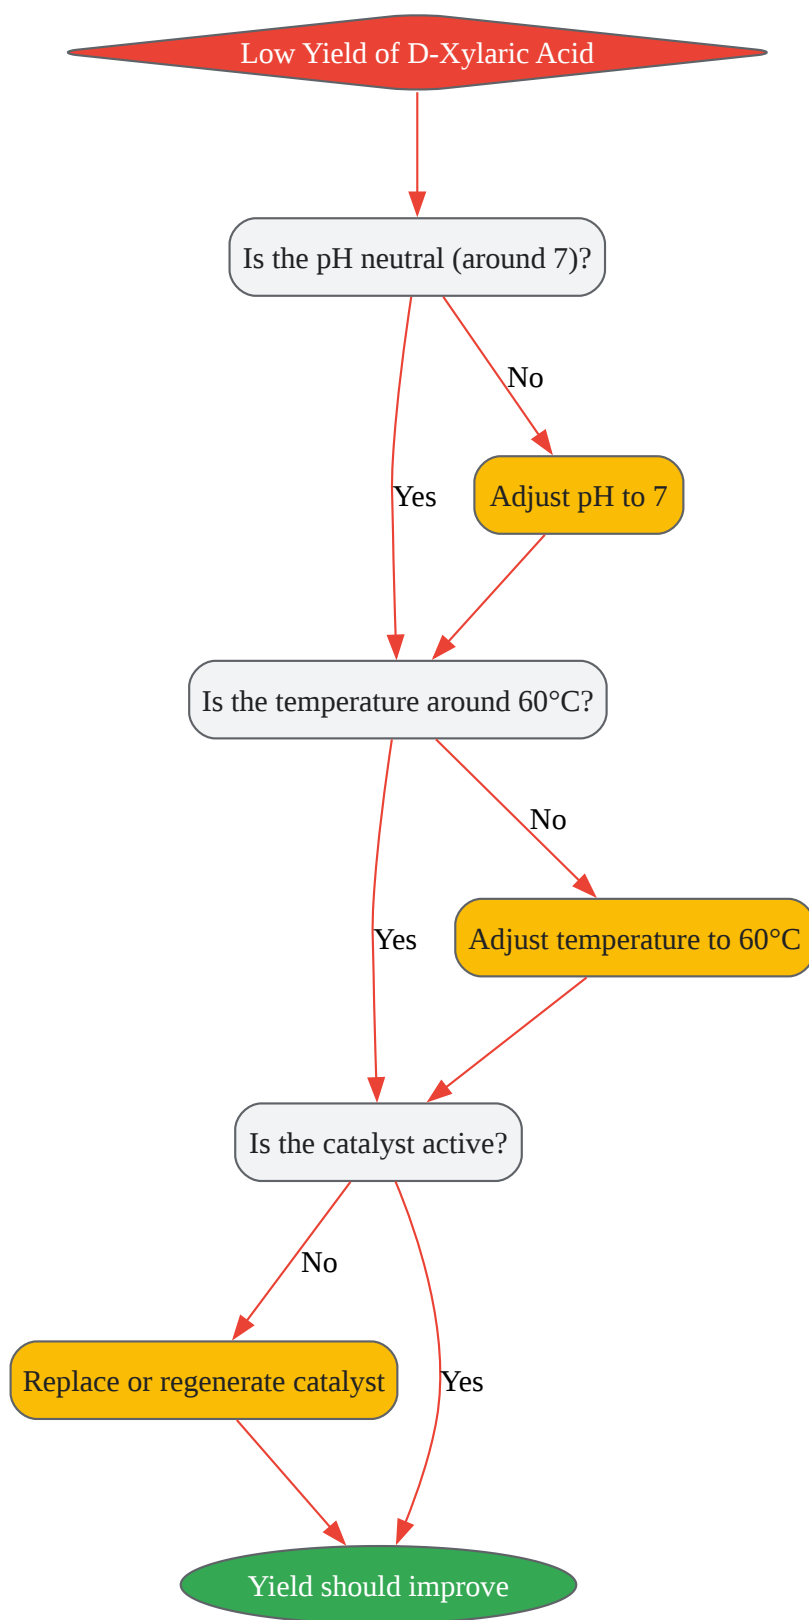 Low Yield of D-Xylaric Acid
Is the pH neutral (around 7)?
No
Yes
Adjust pH to 7
Is the temperature around 60°C?
No
Yes
Adjust temperature to 60°C
Is the catalyst active?
No
Replace or regenerate catalyst
Yes
Yield should improve